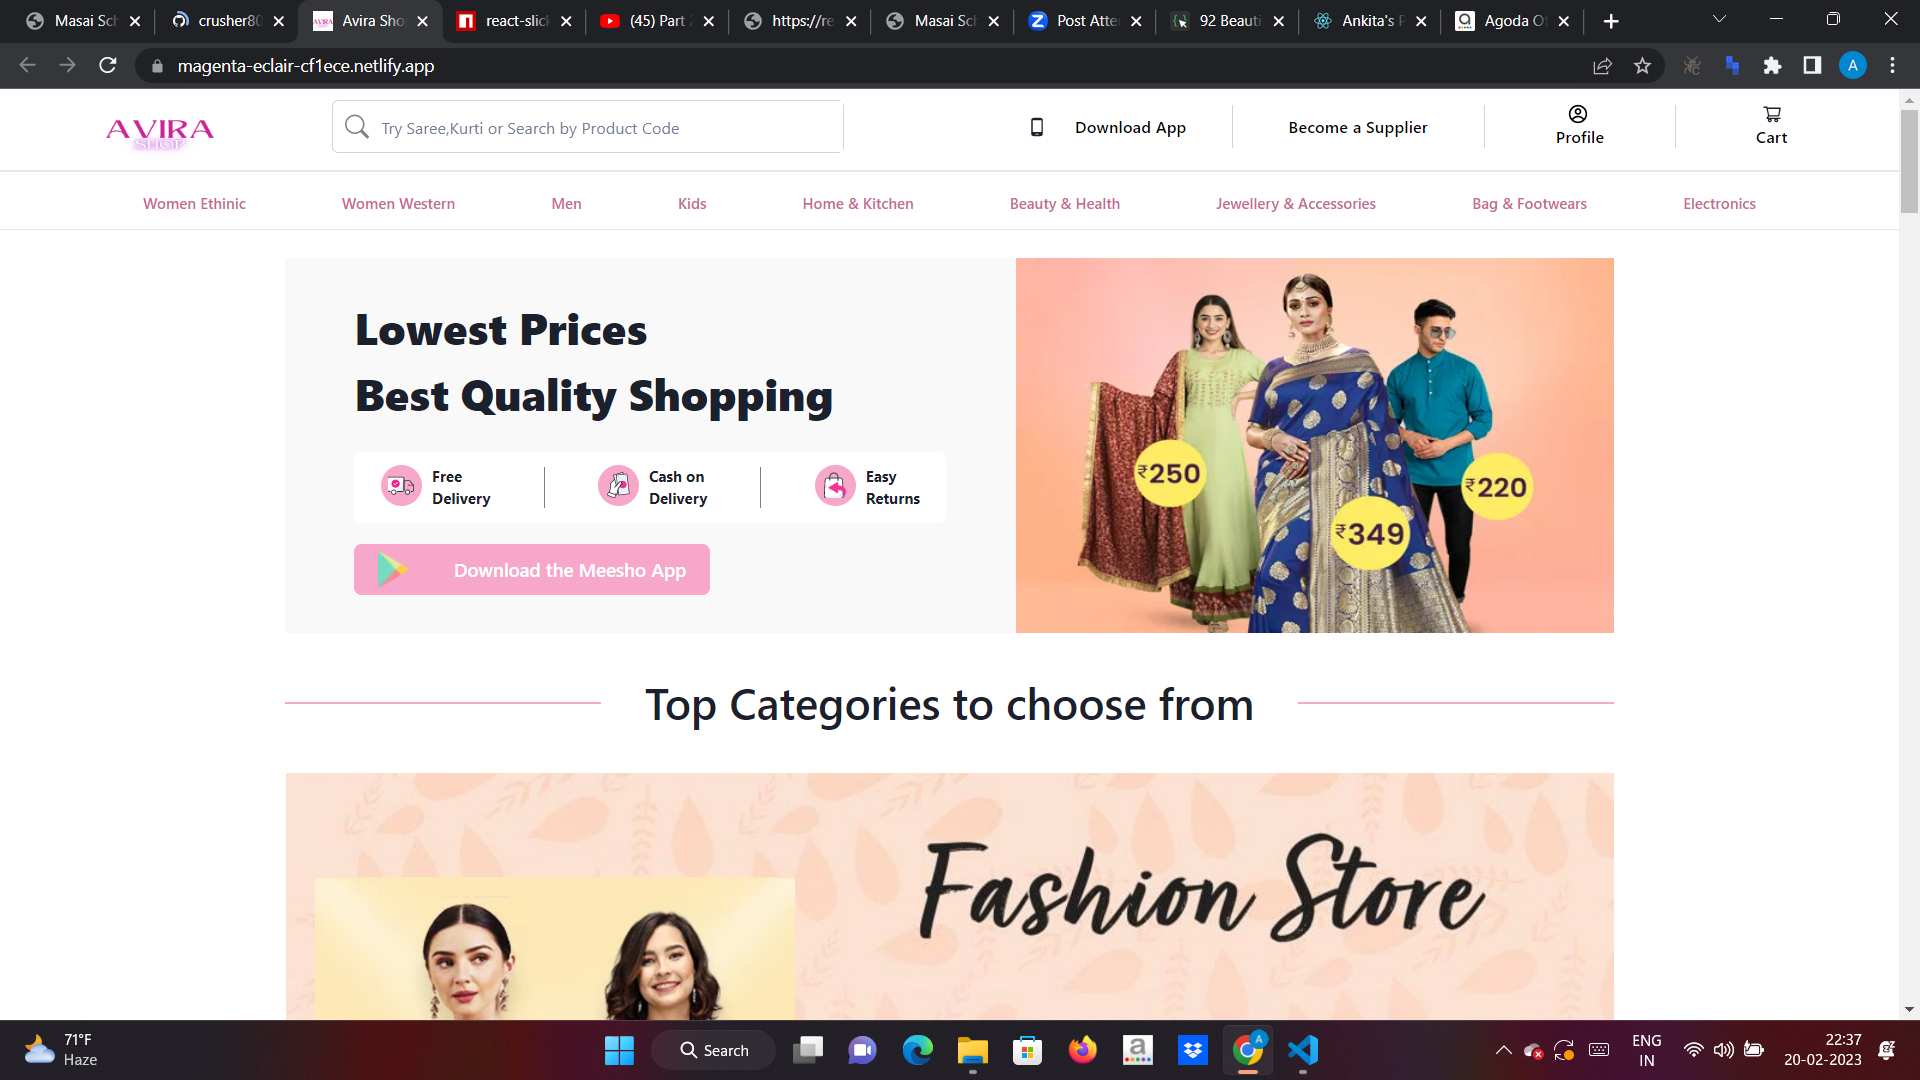 Masai Sch
crusher80
Avira Sho
react-slick
(45) Part 2
https://re
Masai Sch
Post Atte
92 Beauti
Ankita's P
Agoda Of
magenta-eclair-cf1ece.netlify.app
A
AVIRA
SHOP
Try Saree,Kurti or Search by Product Code
Download App
Become a Supplier
Profile
Cart
Women Ethinic
Women Western
Men
Kids
Home & Kitchen
Beauty & Health
Jewellery & Accessories
Bag & Footwears
Electronics
Lowest Prices
Best Quality Shopping
Free
Delivery
Cash on
Delivery
Easy
Returns
Download the Meesho App
₹250
₹349
₹220
Top Categories to choose from
Fashion Store
71°F
Haze
Search
ENG
IN
22:37
20-02-2023